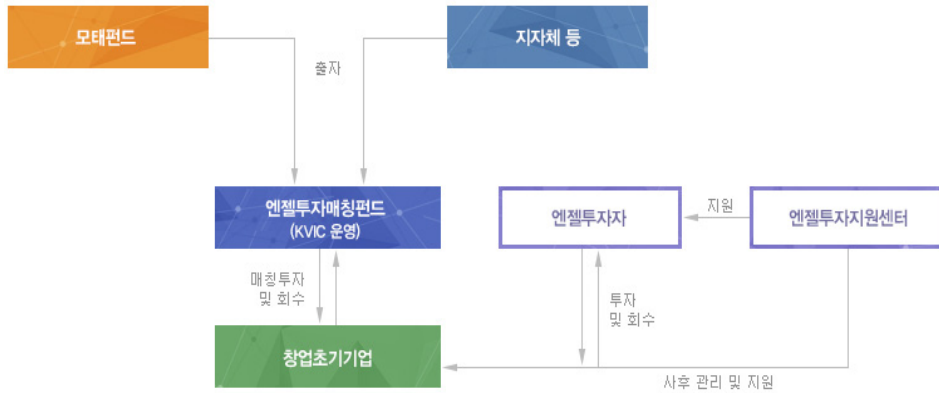 모태펀드
지자체 등
출자
엔젤투자매칭펀드
(KVIC 운영)
엔젤투자자
지원
엔젤투자지원센터
매칭투자
및 회수
투자
및 회수
창업초기기업
사후 관리 및 지원